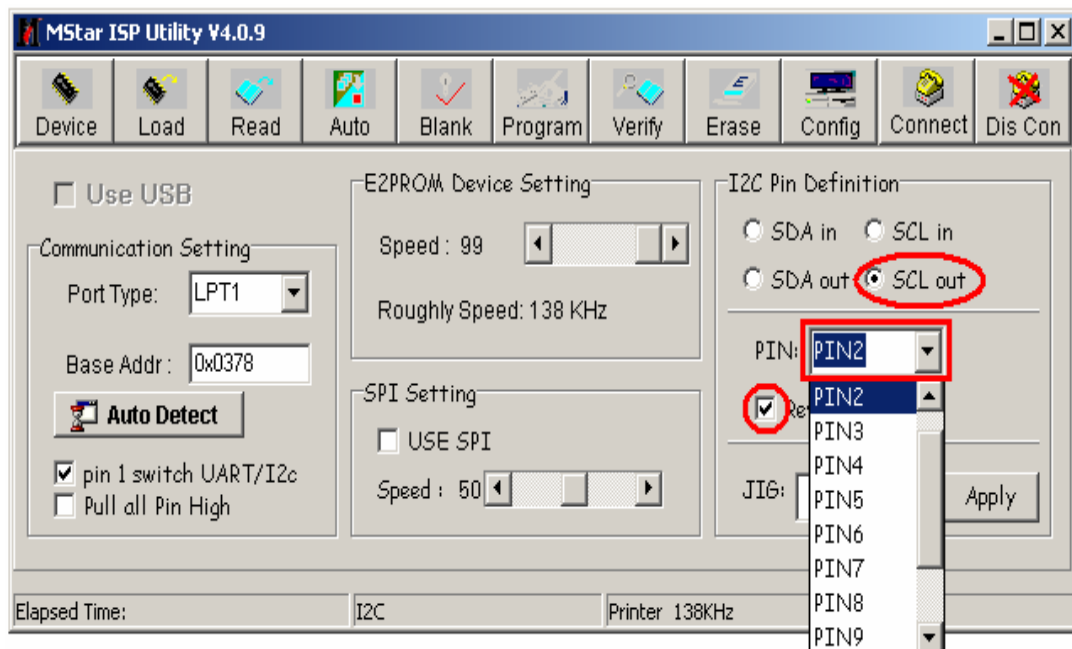 MStar ISP Utility V4.0.9
Device Load Read Auto Blank Program Verify Erase Config Connect Dis Con
Use USB
Communication Setting
Port Type: LPT1
Base Addr : 0x0378
Auto Detect
pin 1 switch UART/I2c
Pull all Pin High
E2PROM Device Setting
Speed : 99
Roughly Speed: 138 KHz
SPI Setting
USE SPI
Speed : 50
I2C Pin Definition
SDA in SCL in
SDA out SCL out
PIN: PIN2
PIN2
PIN3
PIN4
PIN5
PIN6
PIN7
PIN8
PIN9
JIG: Apply
Elapsed Time: I2C Printer 138KHz